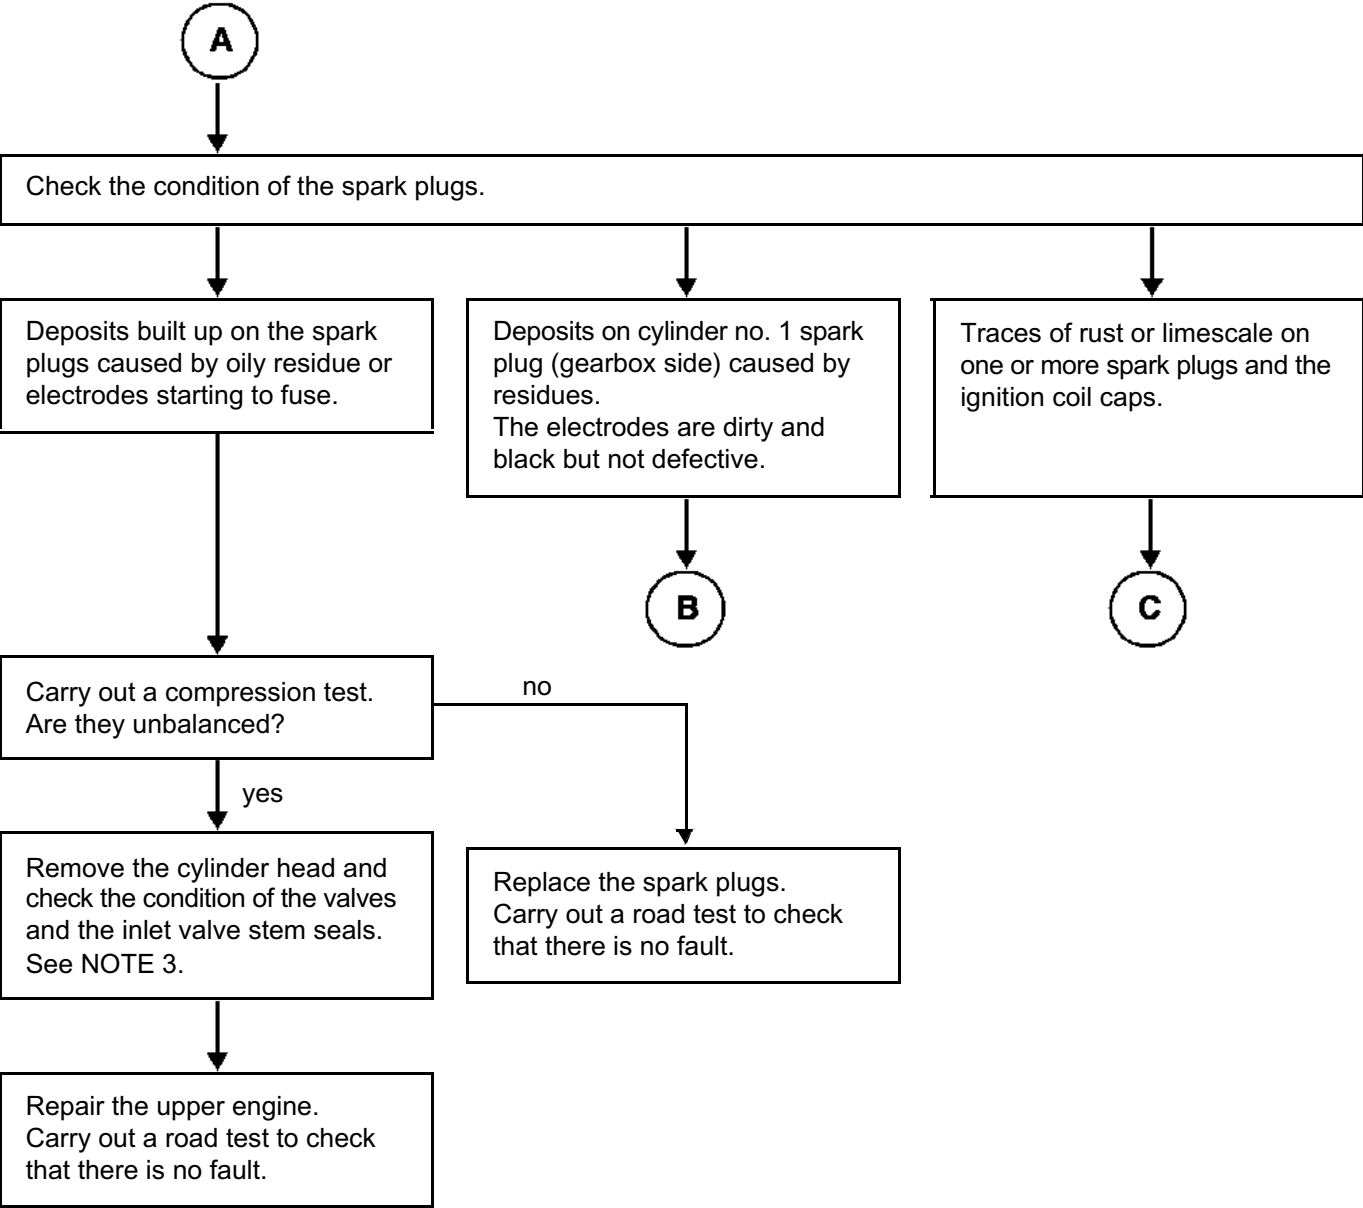 A
Check the condition of the spark plugs.
Deposits built up on the spark
plugs caused by oily residue or
electrodes starting to fuse.
Deposits on cylinder no. 1 spark
plug (gearbox side) caused by
residues.
The electrodes are dirty and
black but not defective.
Traces of rust or limescale on
one or more spark plugs and the
ignition coil caps.
B
C
Carry out a compression test.
Are they unbalanced?
no
yes
Remove the cylinder head and
check the condition of the valves
and the inlet valve stem seals.
See NOTE 3.
Replace the spark plugs.
Carry out a road test to check
that there is no fault.
Repair the upper engine.
Carry out a road test to check
that there is no fault.